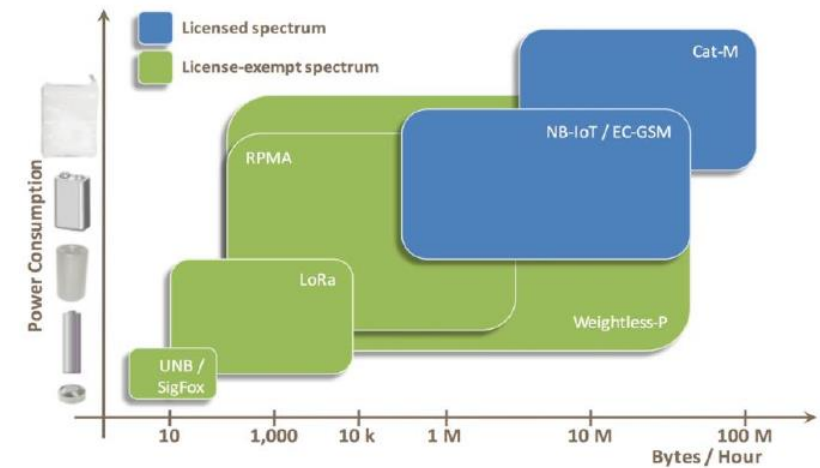 Licensed spectrum
License-exempt spectrum
Cat-M
NB-IoT / EC-GSM
RPMA
LoRa
Weightless-P
UNB /
SigFox
Power Consumption
10
1,000
10 k
1 M
10 M
100 M
Bytes / Hour